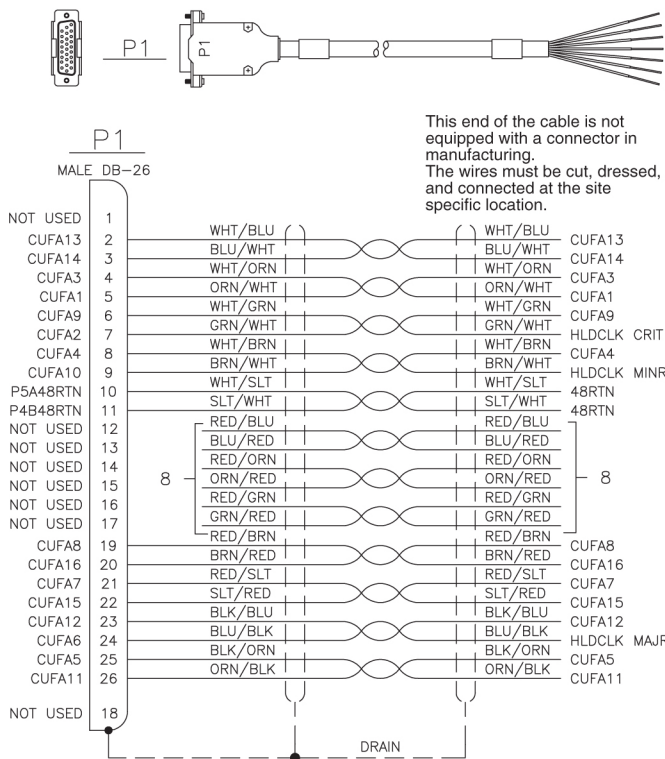 P1
P1
This end of the cable is not
equipped with a connector in
manufacturing.
The wires must be cut, dressed,
and connected at the site
specific location.
P1
MALE DB-26
NOT USED 1
WHT/BLU WHT/BLU
CUFA13 2 CUFA13
BLU/WHT BLU/WHT
CUFA14 3 CUFA14
WHT/ORN WHT/ORN
CUFA3 4 CUFA3
ORN/WHT ORN/WHT
CUFA1 5 CUFA1
WHT/GRN WHT/GRN
CUFA9 6 CUFA9
GRN/WHT GRN/WHT
CUFA2 7 HLDCLK CRIT
WHT/BRN WHT/BRN
CUFA4 8 CUFA4
BRN/WHT BRN/WHT
CUFA10 9 HLDCLK MINR
WHT/SLT WHT/SLT
P5A48RTN 10 48RTN
SLT/WHT SLT/WHT
P4B48RTN 11 48RTN
RED/BLU RED/BLU
NOT USED 12
BLU/RED BLU/RED
NOT USED 13
RED/ORN RED/ORN
NOT USED 14
8 8
ORN/RED ORN/RED
NOT USED 15
RED/GRN RED/GRN
NOT USED 16
GRN/RED GRN/RED
NOT USED 17
RED/BRN RED/BRN
CUFA8 19 CUFA8
BRN/RED BRN/RED
CUFA16 20 CUFA16
RED/SLT RED/SLT
CUFA7 21 CUFA7
SLT/RED SLT/RED
CUFA15 22 CUFA15
BLK/BLU BLK/BLU
CUFA12 23 CUFA12
BLU/BLK BLU/BLK
CUFA6 24 HLDCLK MAJR
BLK/ORN BLK/ORN
CUFA5 25 CUFA5
ORN/BLK ORN/BLK
CUFA11 26 CUFA11
NOT USED 18
DRAIN